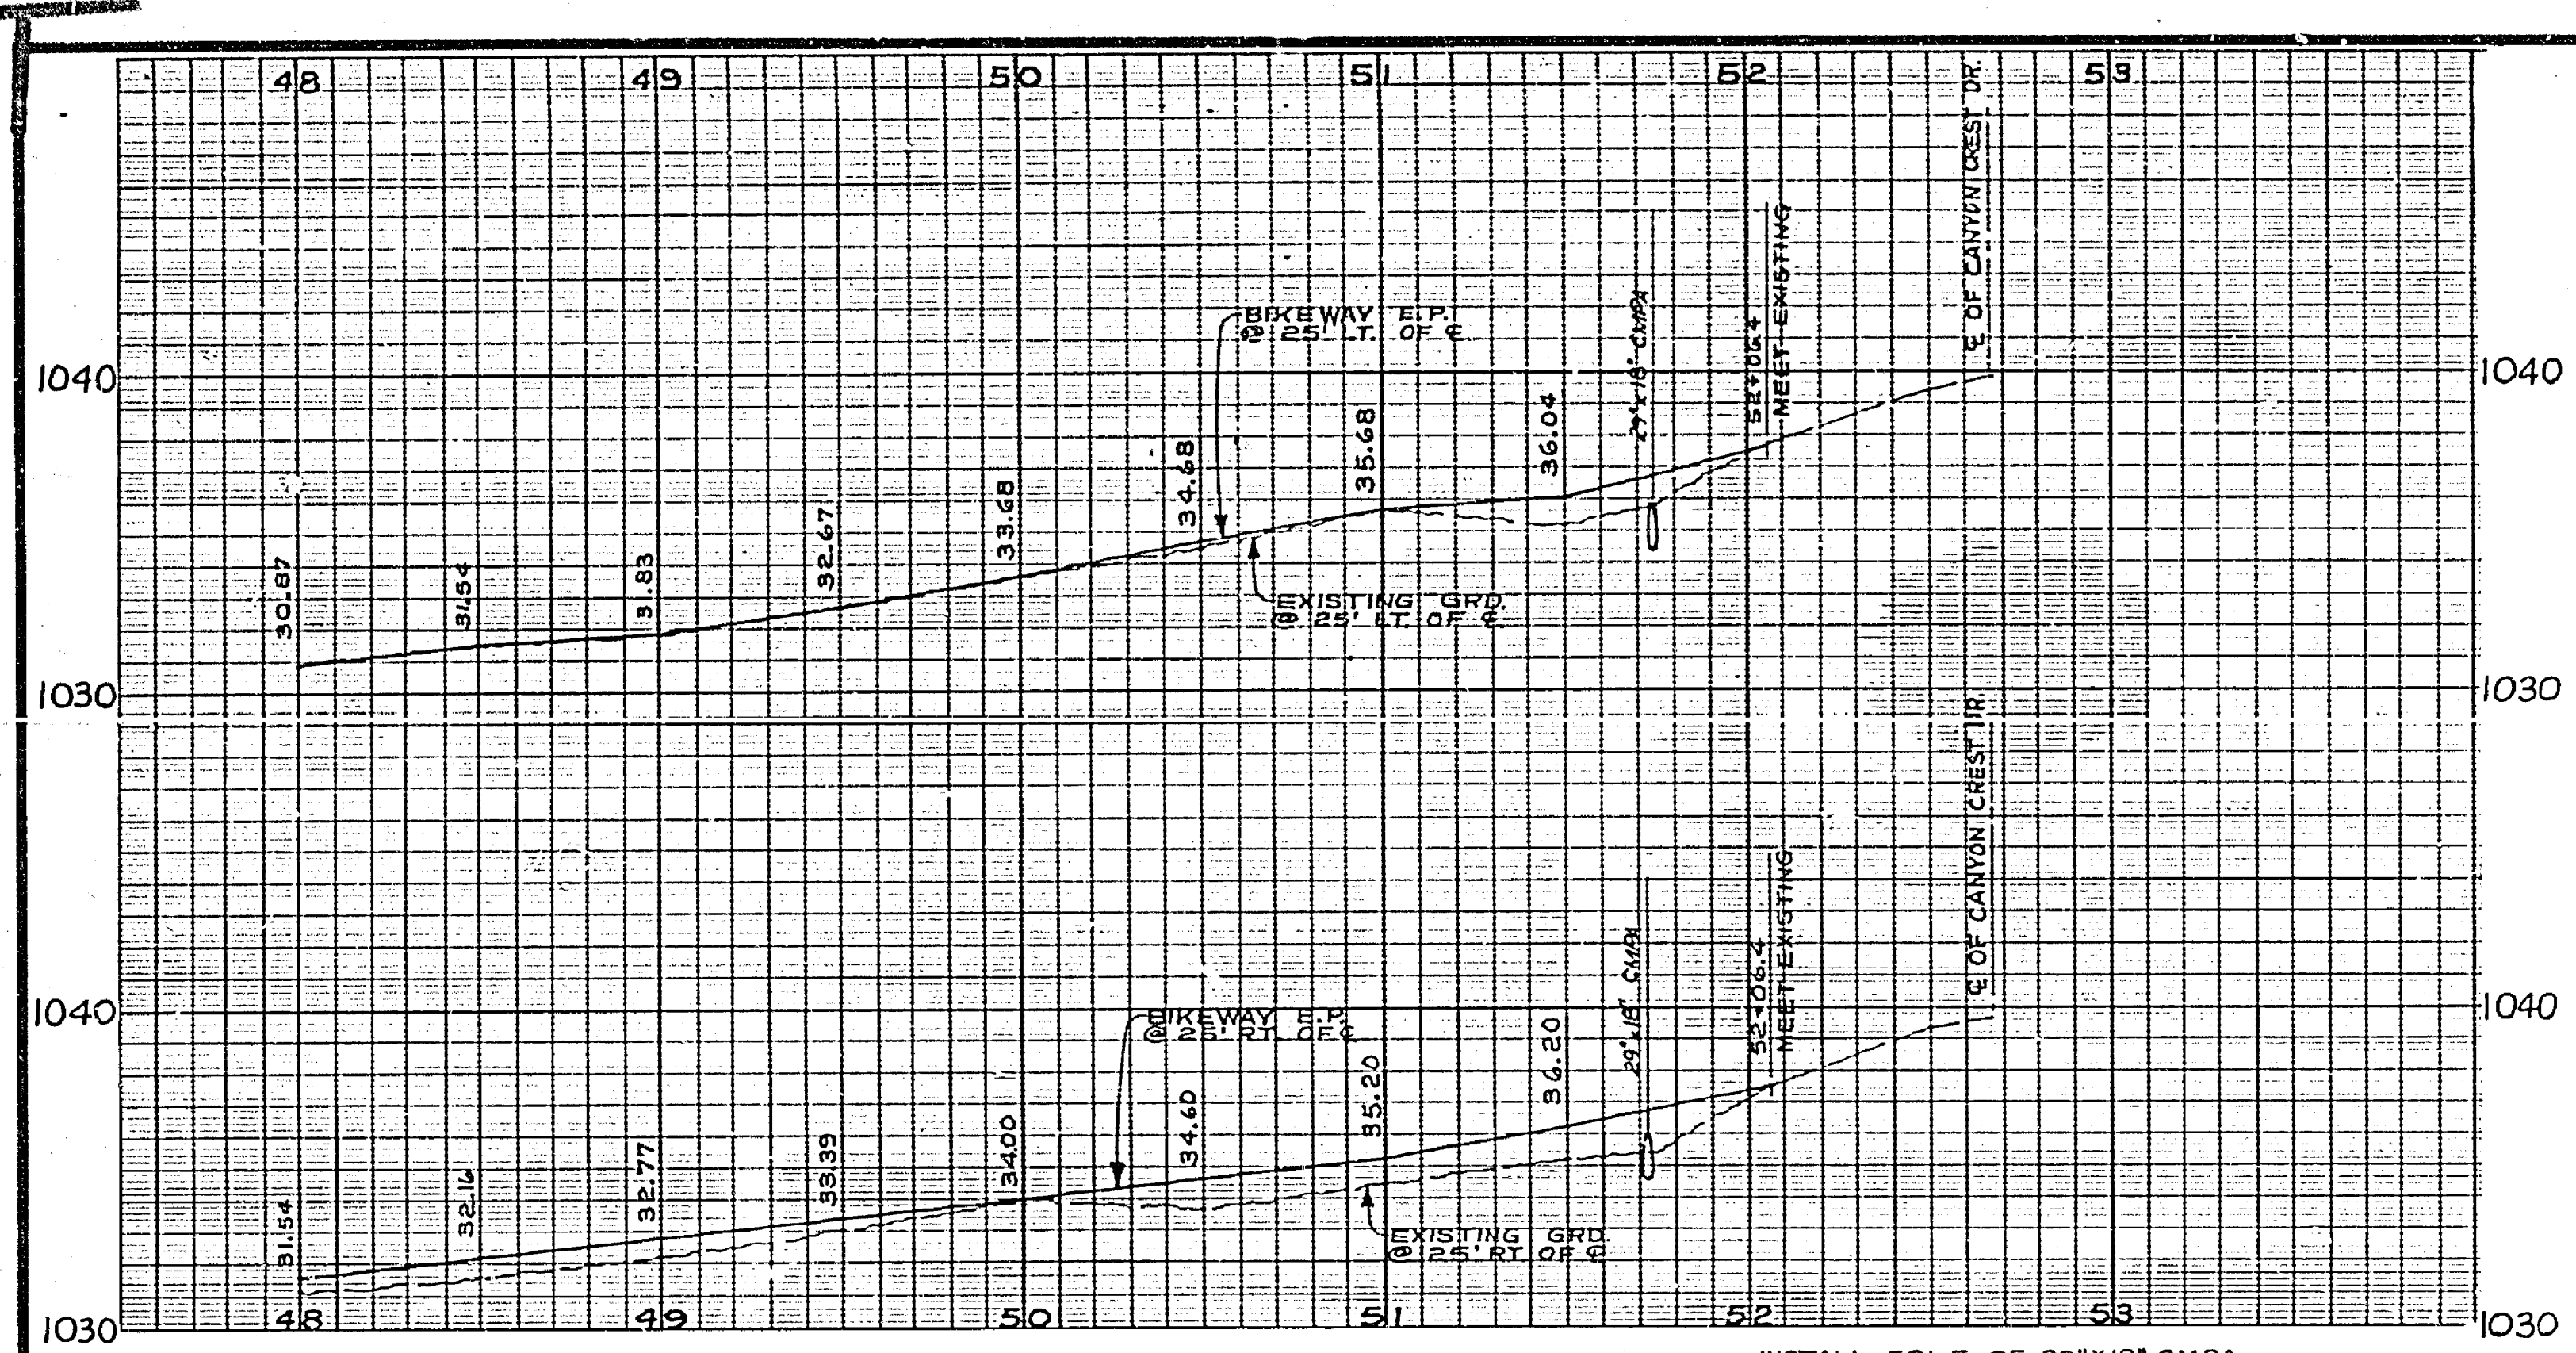 48 49 50 51 52 53
℄ OF CANYON CREST DR.
BIKEWAY E.P.
@ 25' LT. OF ℄
29"x18" CMPA
52+06.4
MEET EXISTING
1040 1040
30.87 31.54 31.83 32.67 33.68 34.68 35.68 36.04
EXISTING GRD.
@ 25' LT. OF ℄
1030 1030
℄ OF CANYON CREST DR.
29"x18" CMPA
52+06.4
MEET EXISTING
1040 1040
BIKEWAY E.P.
@ 25' RT. OF ℄
31.54 32.16 32.77 33.39 34.00 34.60 35.20 36.20
EXISTING GRD.
@ 25' RT. OF ℄
48 49 50 51 52 53
1030 1030